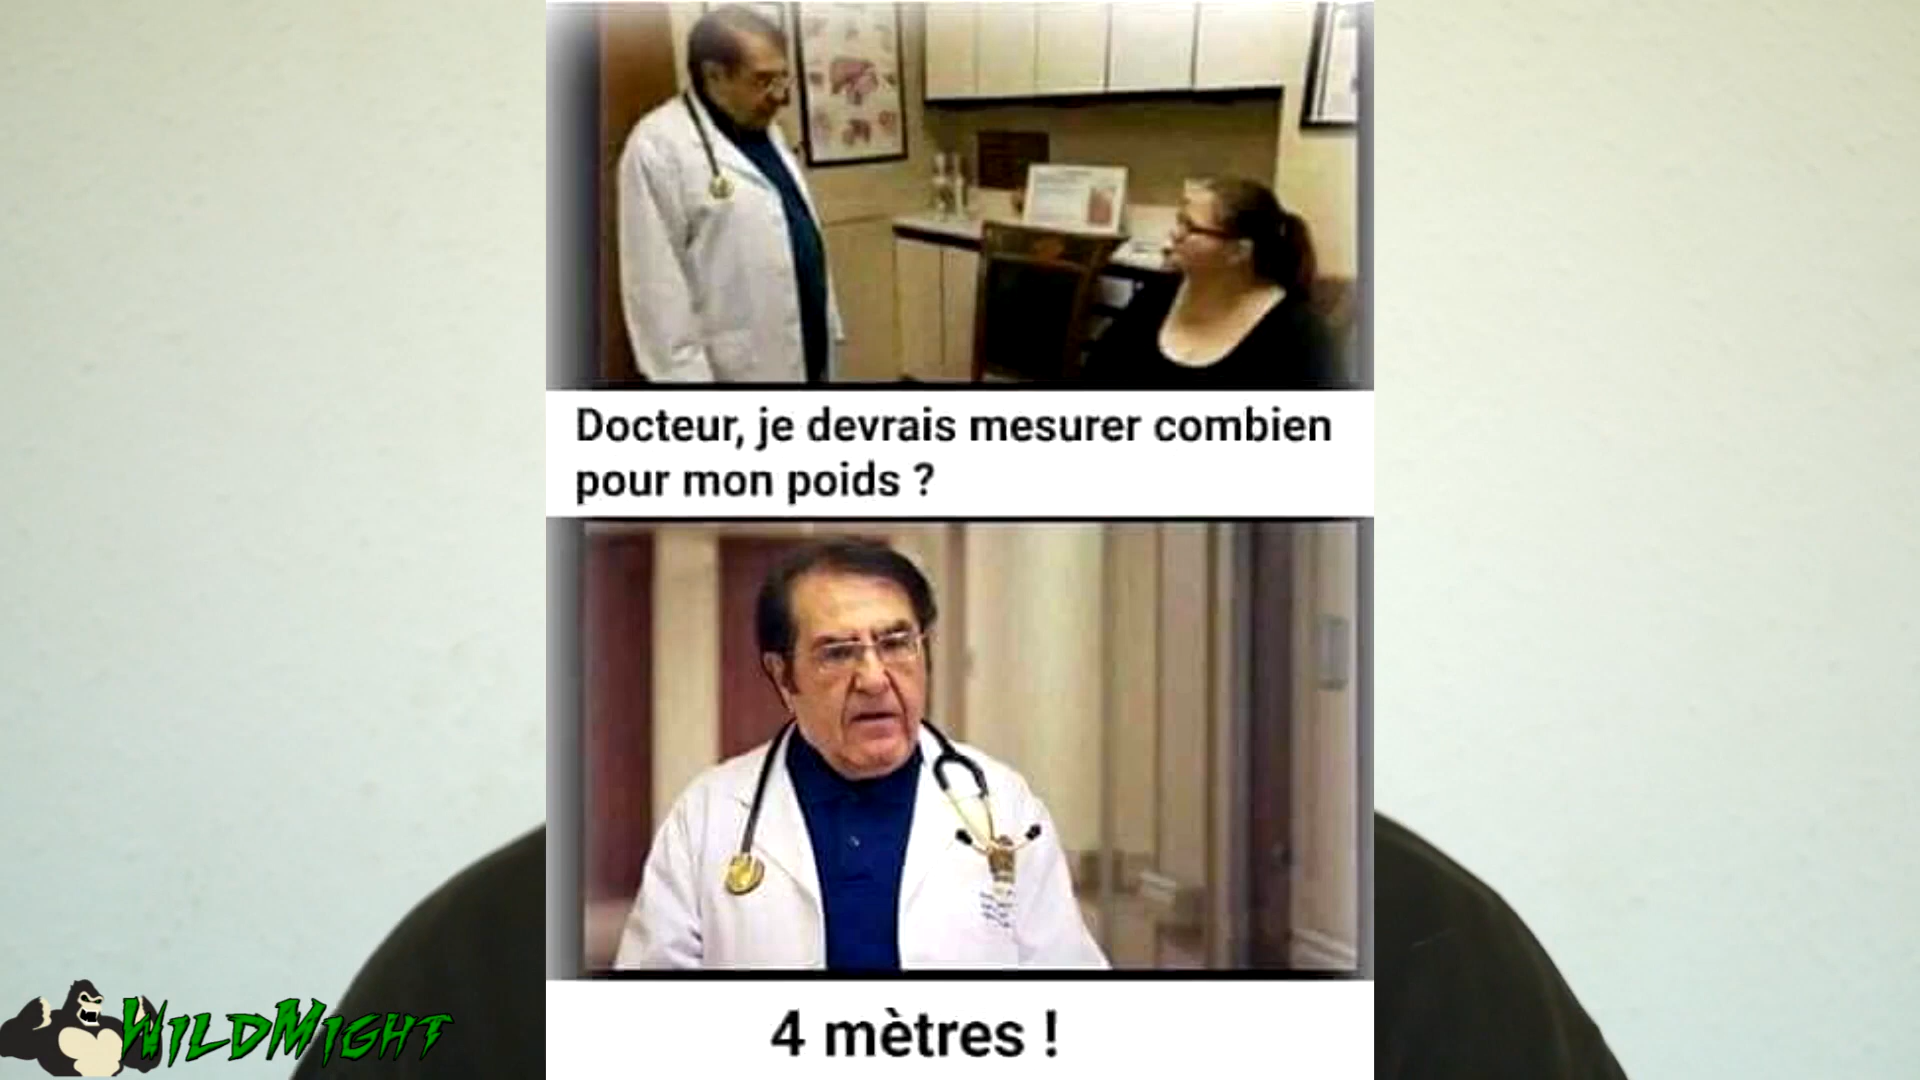 Docteur, je devrais mesurer combien
pour mon poids ?
4 mètres !
WildMight